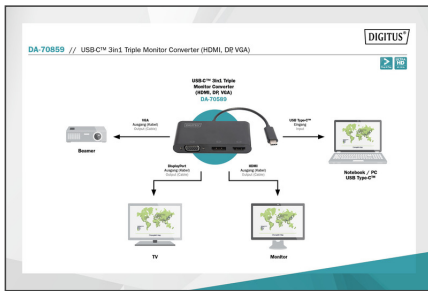 DIGITUS®
DA-70859 // USB-C™ 3in1 Triple Monitor Converter (HDMI, DP, VGA)
USB-C™ 3in1 Triple
Monitor Converter
(HDMI, DP, VGA)
DA-70589
VGA
Ausgang (Kabel)
Output (Cable)
USB Type-C™
Eingang
Input
Beamer
DisplayPort
Ausgang (Kabel)
Output (Cable)
HDMI
Ausgang (Kabel)
Output (Cable)
Notebook / PC
USB Type-C™
TV
Monitor